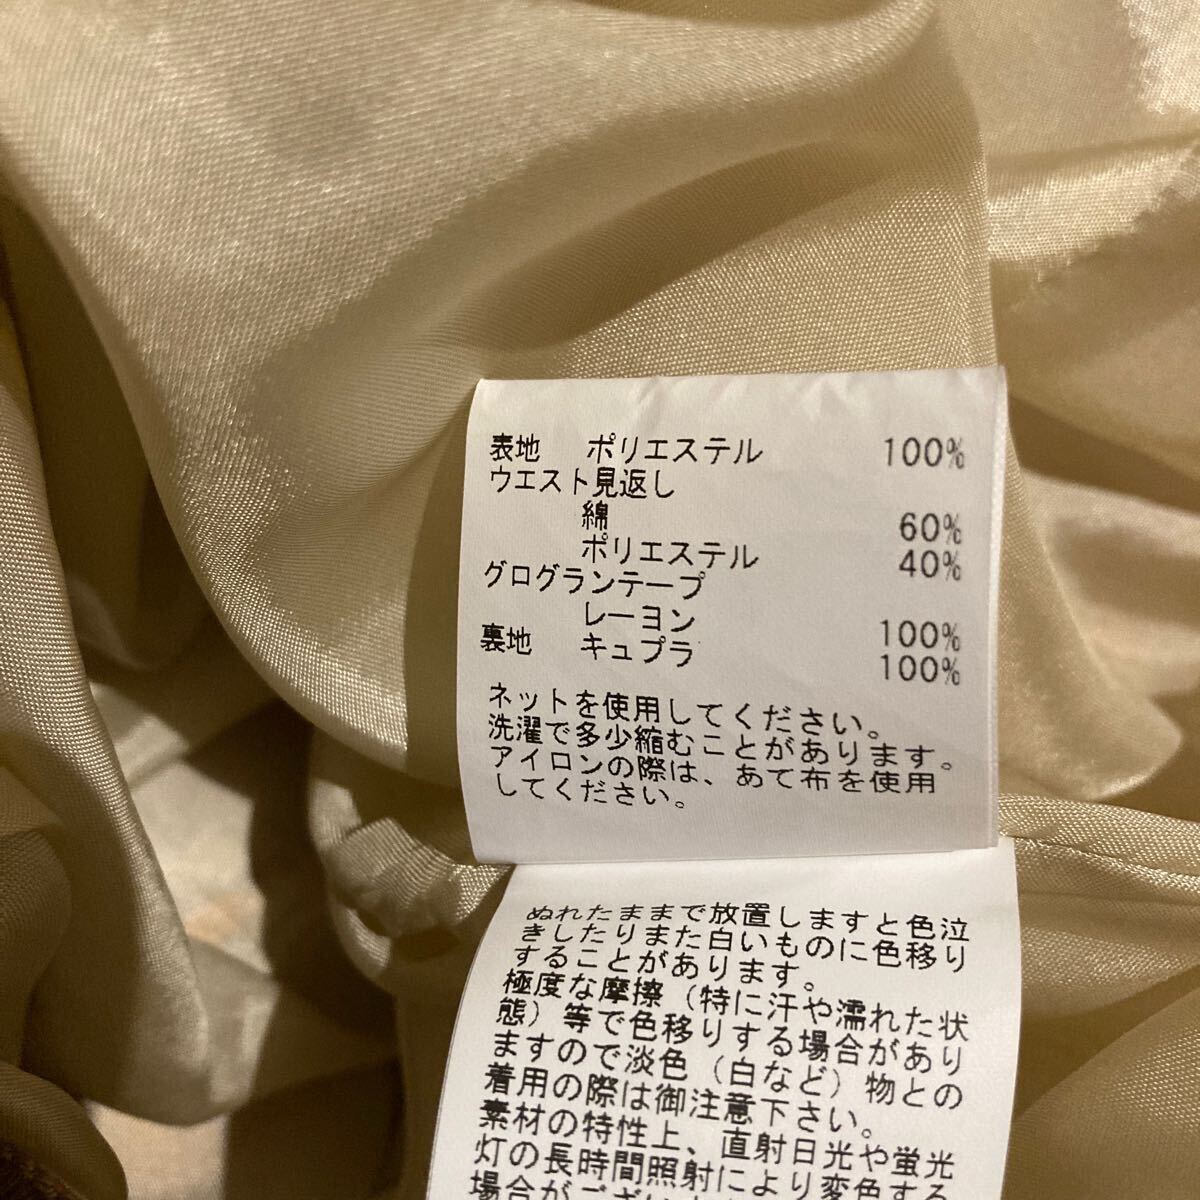 表地 ポリエステル 100%
ウエスト見返し
綿 60%
ポリエステル 40%
グログランテープ
レーヨン 100%
裏地 キュプラ 100%
ネットを使用してください。
洗濯で多少縮むことがあります。
アイロンの際は、あて布を使用
してください。
ぬれたままで放置しますと色泣
きしたりまた白いものに色移り
することがあります。
極度な摩擦(特に汗や濡れた状
態)等で色移りする場合があり
ますので淡色(白など)物との
着用の際は御注意下さい。
素材の特性上、直射日光や蛍光
灯の長時間照射により変色する
場合がござい